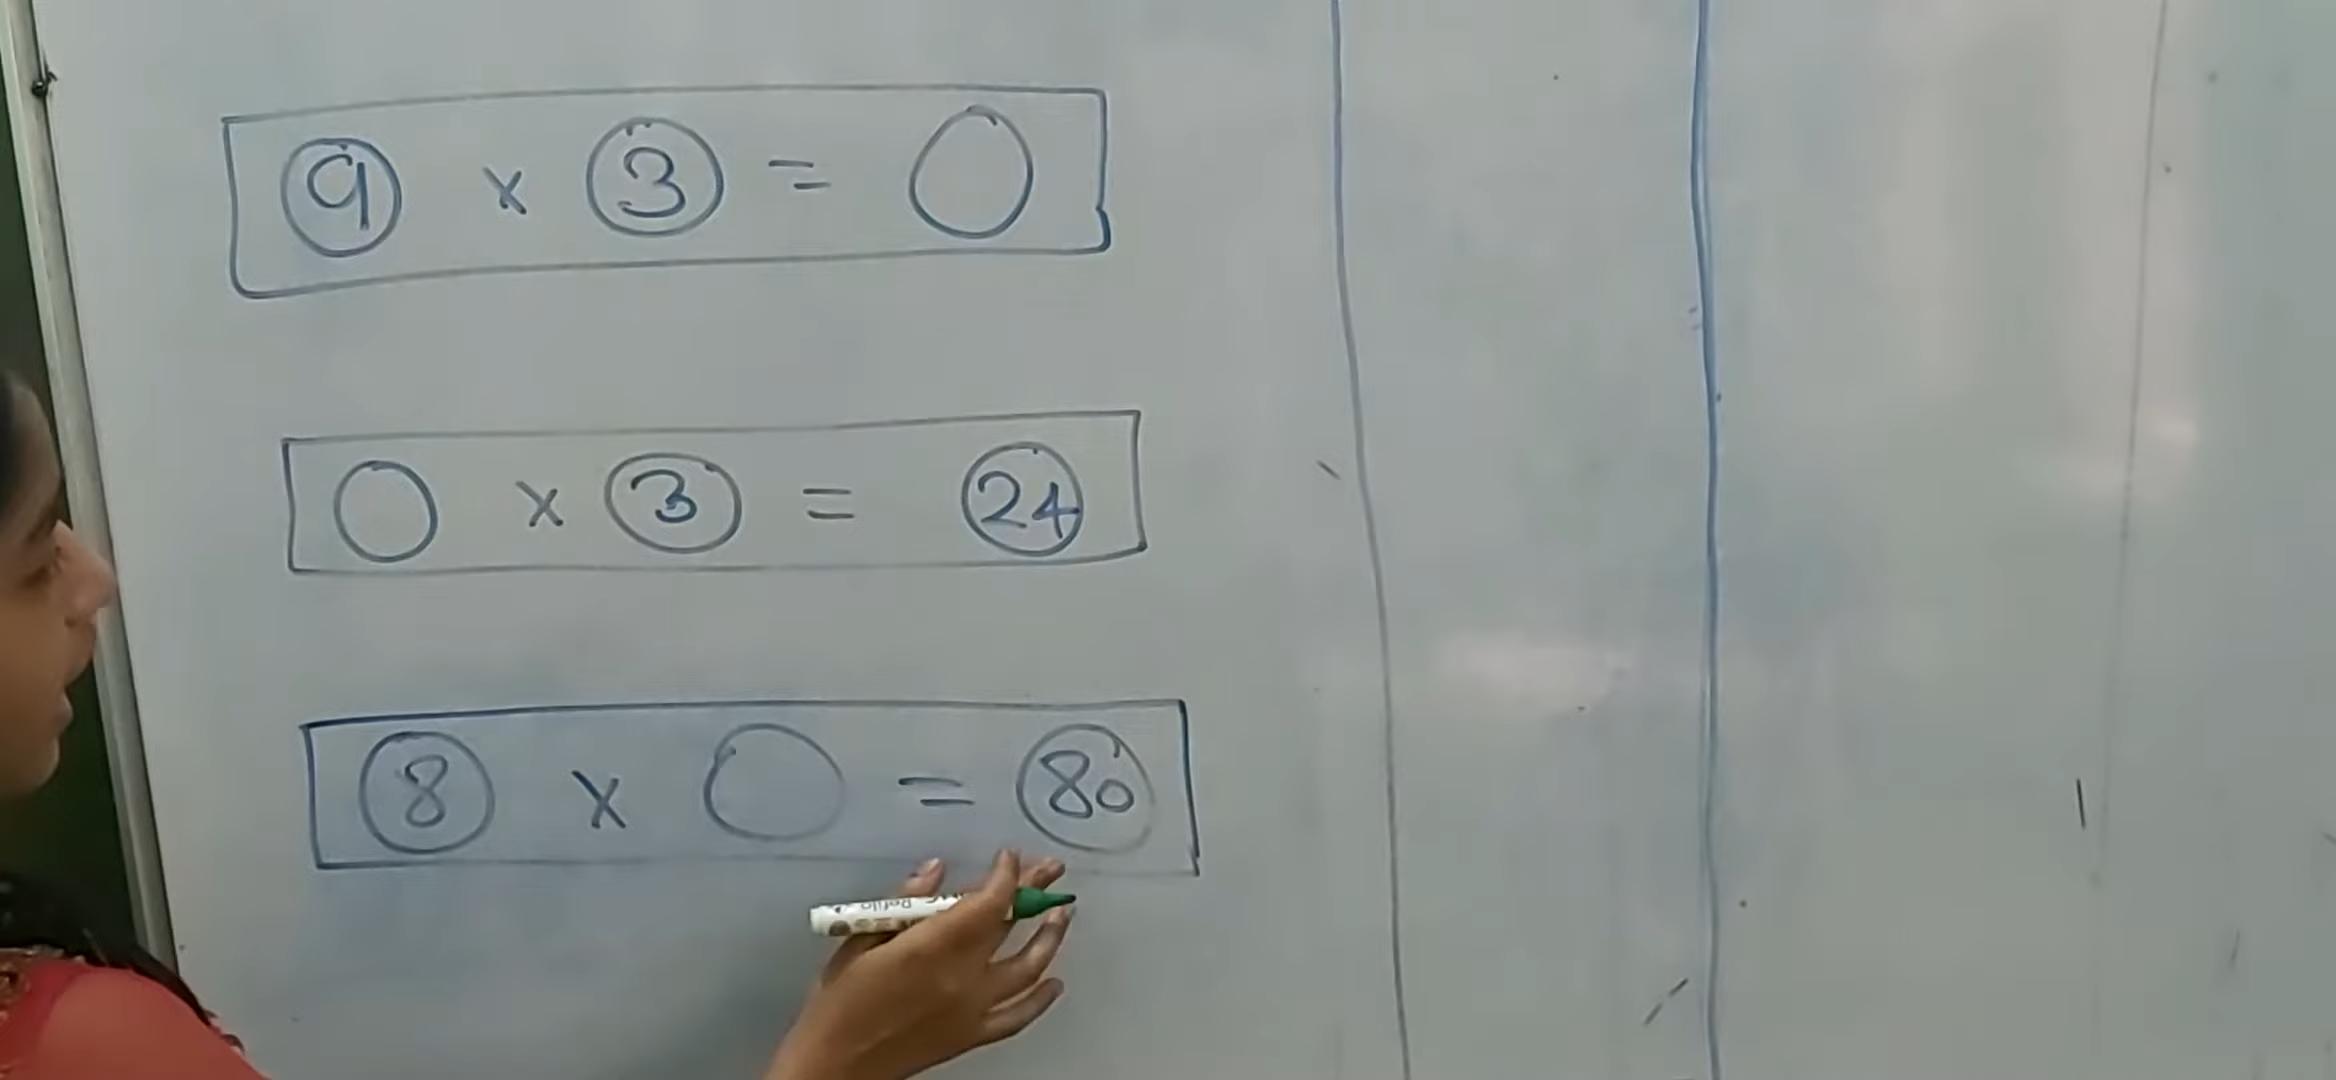 9 x 3 =
x 3 = 24
8 x = 80